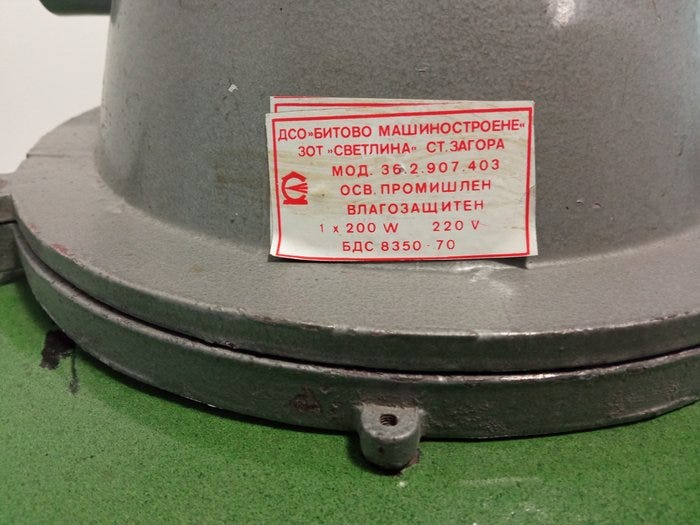 ДСО»БИТОВО МАШИНОСТРОЕНЕ"
ЗОТ „СВЕТЛИНА" СТ.ЗАГОРА
МОД. 36.2.907.403
ОСВ. ПРОМИШЛЕН
ВЛАГОЗАЩИТЕН
1 x 200 W 220 V
БДС 8350-70